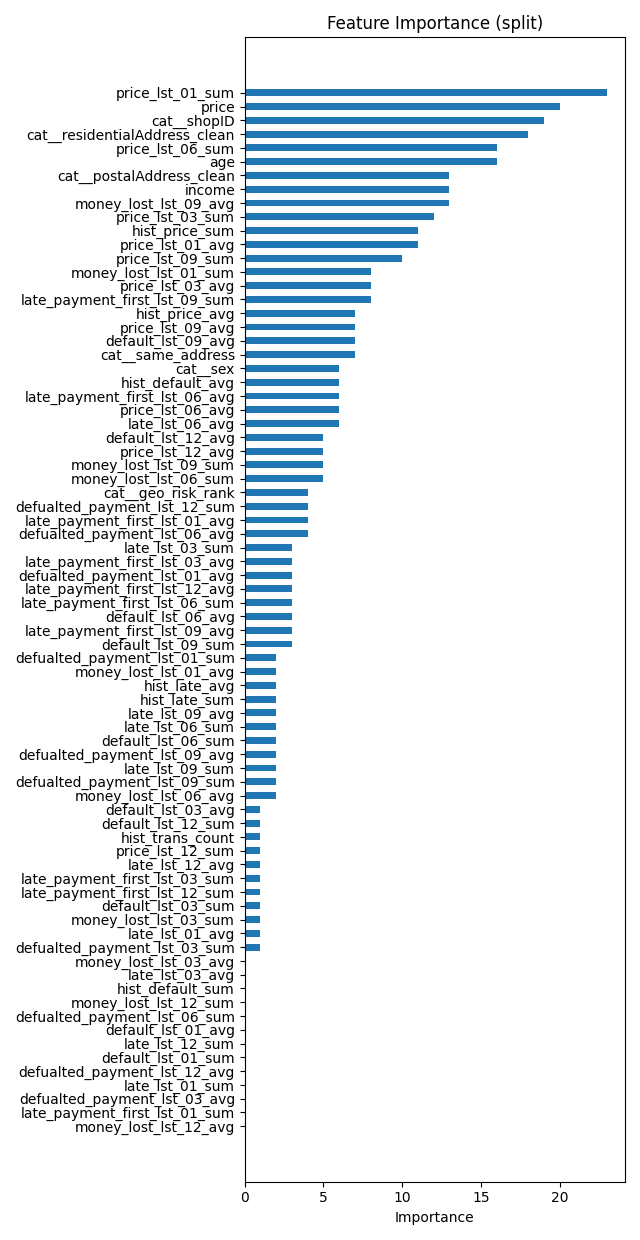 Feature Importance (split)
price_lst_01_sum
price
cat__shopID
cat__residentialAddress_clean
price_lst_06_sum
age
cat__postalAddress_clean
income
money_lost_lst_09_avg
price_lst_03_sum
hist_price_sum
price_lst_01_avg
price_lst_09_sum
money_lost_lst_01_sum
price_lst_03_avg
late_payment_first_lst_09_sum
hist_price_avg
price_lst_09_avg
default_lst_09_avg
cat__same_address
cat__sex
hist_default_avg
late_payment_first_lst_06_avg
price_lst_06_avg
late_lst_06_avg
default_lst_12_avg
price_lst_12_avg
money_lost_lst_09_sum
money_lost_lst_06_sum
cat__geo_risk_rank
defualted_payment_lst_12_sum
late_payment_first_lst_01_avg
defualted_payment_lst_06_avg
late_lst_03_sum
late_payment_first_lst_03_avg
defualted_payment_lst_01_avg
late_payment_first_lst_12_avg
late_payment_first_lst_06_sum
default_lst_06_avg
late_payment_first_lst_09_avg
default_lst_09_sum
defualted_payment_lst_01_sum
money_lost_lst_01_avg
hist_late_avg
hist_late_sum
late_lst_09_avg
late_lst_06_sum
default_lst_06_sum
defualted_payment_lst_09_avg
late_lst_09_sum
defualted_payment_lst_09_sum
money_lost_lst_06_avg
default_lst_03_avg
default_lst_12_sum
hist_trans_count
price_lst_12_sum
late_lst_12_avg
late_payment_first_lst_03_sum
late_payment_first_lst_12_sum
default_lst_03_sum
money_lost_lst_03_sum
late_lst_01_avg
defualted_payment_lst_03_sum
money_lost_lst_03_avg
late_lst_03_avg
hist_default_sum
money_lost_lst_12_sum
defualted_payment_lst_06_sum
default_lst_01_avg
late_lst_12_sum
default_lst_01_sum
defualted_payment_lst_12_avg
late_lst_01_sum
defualted_payment_lst_03_avg
late_payment_first_lst_01_sum
money_lost_lst_12_avg
0 5 10 15 20
Importance